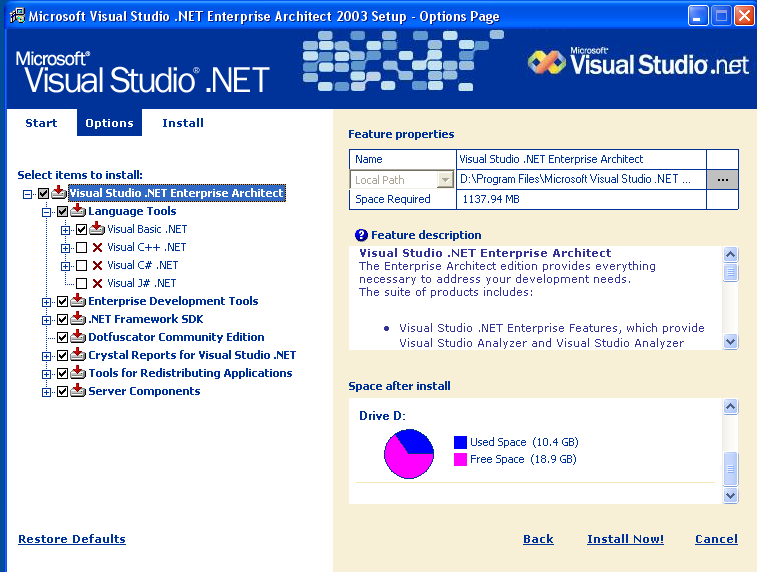 Microsoft Visual Studio .NET Enterprise Architect 2003 Setup - Options Page
Microsoft®
Visual Studio® .NET
Microsoft®
Visual Studio®.net
Start Options Install
Select items to install:
Visual Studio .NET Enterprise Architect
Language Tools
Visual Basic .NET
Visual C++ .NET
Visual C# .NET
Visual J# .NET
Enterprise Development Tools
.NET Framework SDK
Dotfuscator Community Edition
Crystal Reports for Visual Studio .NET
Tools for Redistributing Applications
Server Components
Restore Defaults
Feature properties
Name Visual Studio .NET Enterprise Architect
Local Path D:\Program Files\Microsoft Visual Studio .NET ... ...
Space Required 1137.94 MB
? Feature description
Visual Studio .NET Enterprise Architect
The Enterprise Architect edition provides everything
necessary to address your development needs.
The suite of products includes:
• Visual Studio .NET Enterprise Features, which provide
Visual Studio Analyzer and Visual Studio Analyzer
Space after install
Drive D:
Used Space (10.4 GB)
Free Space (18.9 GB)
Back Install Now! Cancel